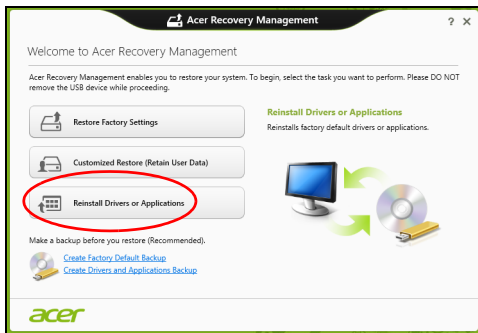 Acer Recovery Management
? X
Welcome to Acer Recovery Management
Acer Recovery Management enables you to restore your system. To begin, select the task you want to perform. Please DO NOT
remove the USB device while proceeding.
Restore Factory Settings
Customized Restore (Retain User Data)
Reinstall Drivers or Applications
Reinstall Drivers or Applications
Reinstalls factory default drivers or applications.
Make a backup before you restore (Recommended).
Create Factory Default Backup
Create Drivers and Applications Backup
acer